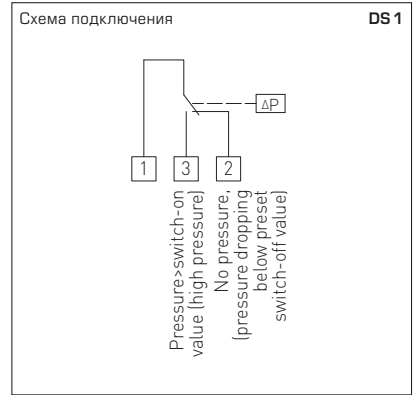 Схема подключения
DS 1
ΔP
1
3
2
Pressure>switch-on
value (high pressure)
No pressure,
(pressure dropping
below preset
switch-off value)